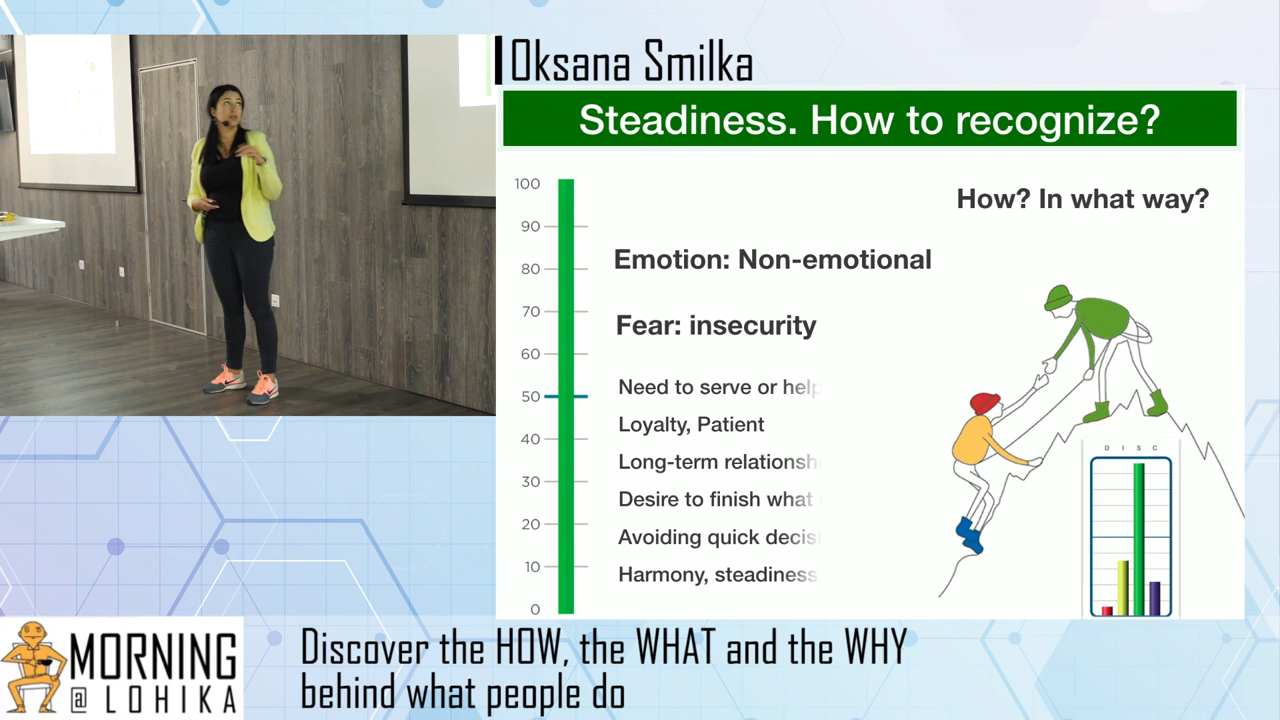 Oksana Smilka
Steadiness. How to recognize?
How? In what way?
100
90
80
70
60
50
40
30
20
10
0
Emotion: Non-emotional
Fear: insecurity
Need to serve or help
Loyalty, Patient
Long-term
Desire to finish what
Avoiding quick
Harmony, steadiness
D I S C
MORNING
@ LOHIKA
Discover the HOW, the WHAT and the WHY
behind what people do